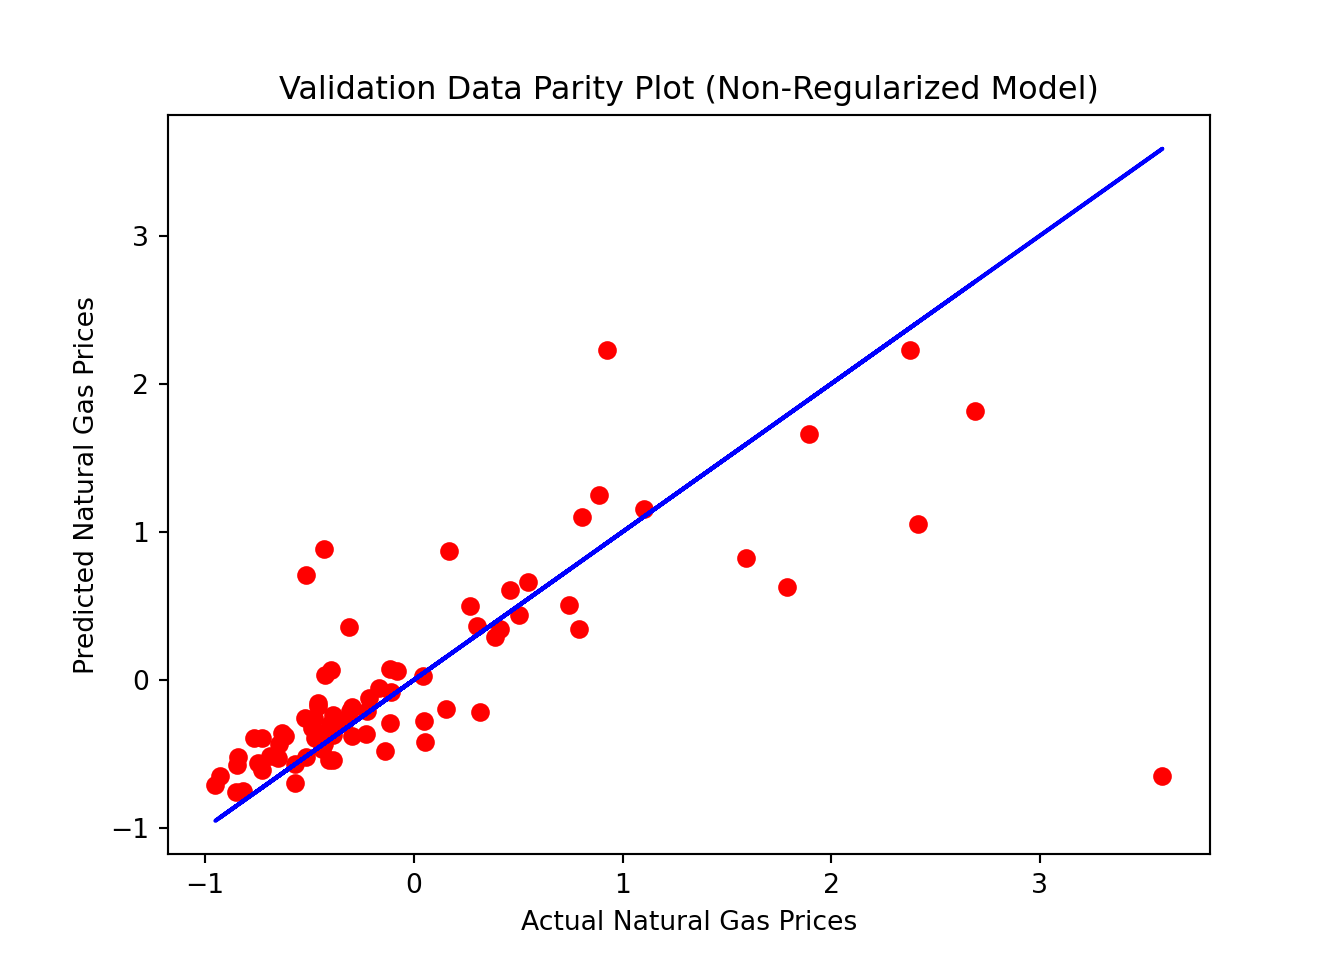 Validation Data Parity Plot (Non-Regularized Model)
Predicted Natural Gas Prices
3
2
1
0
−1
−1 0 1 2 3
Actual Natural Gas Prices